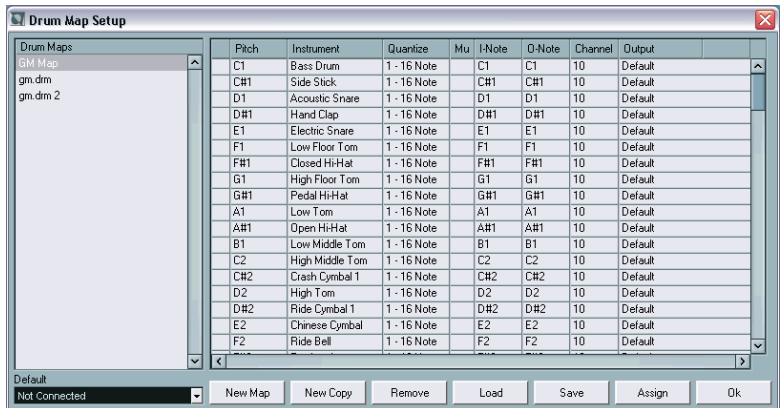 Drum Map Setup
Drum Maps
GM Map
gm.drm
gm.drm 2
Pitch Instrument Quantize Mu I-Note O-Note Channel Output
C1 Bass Drum 1 - 16 Note C1 C1 10 Default
C#1 Side Stick 1 - 16 Note C#1 C#1 10 Default
D1 Acoustic Snare 1 - 16 Note D1 D1 10 Default
D#1 Hand Clap 1 - 16 Note D#1 D#1 10 Default
E1 Electric Snare 1 - 16 Note E1 E1 10 Default
F1 Low Floor Tom 1 - 16 Note F1 F1 10 Default
F#1 Closed Hi-Hat 1 - 16 Note F#1 F#1 10 Default
G1 High Floor Tom 1 - 16 Note G1 G1 10 Default
G#1 Pedal Hi-Hat 1 - 16 Note G#1 G#1 10 Default
A1 Low Tom 1 - 16 Note A1 A1 10 Default
A#1 Open Hi-Hat 1 - 16 Note A#1 A#1 10 Default
B1 Low Middle Tom 1 - 16 Note B1 B1 10 Default
C2 High Middle Tom 1 - 16 Note C2 C2 10 Default
C#2 Crash Cymbal 1 1 - 16 Note C#2 C#2 10 Default
D2 High Tom 1 - 16 Note D2 D2 10 Default
D#2 Ride Cymbal 1 1 - 16 Note D#2 D#2 10 Default
E2 Chinese Cymbal 1 - 16 Note E2 E2 10 Default
F2 Ride Bell 1 - 16 Note F2 F2 10 Default
Default
Not Connected
New Map New Copy Remove Load Save Assign Ok